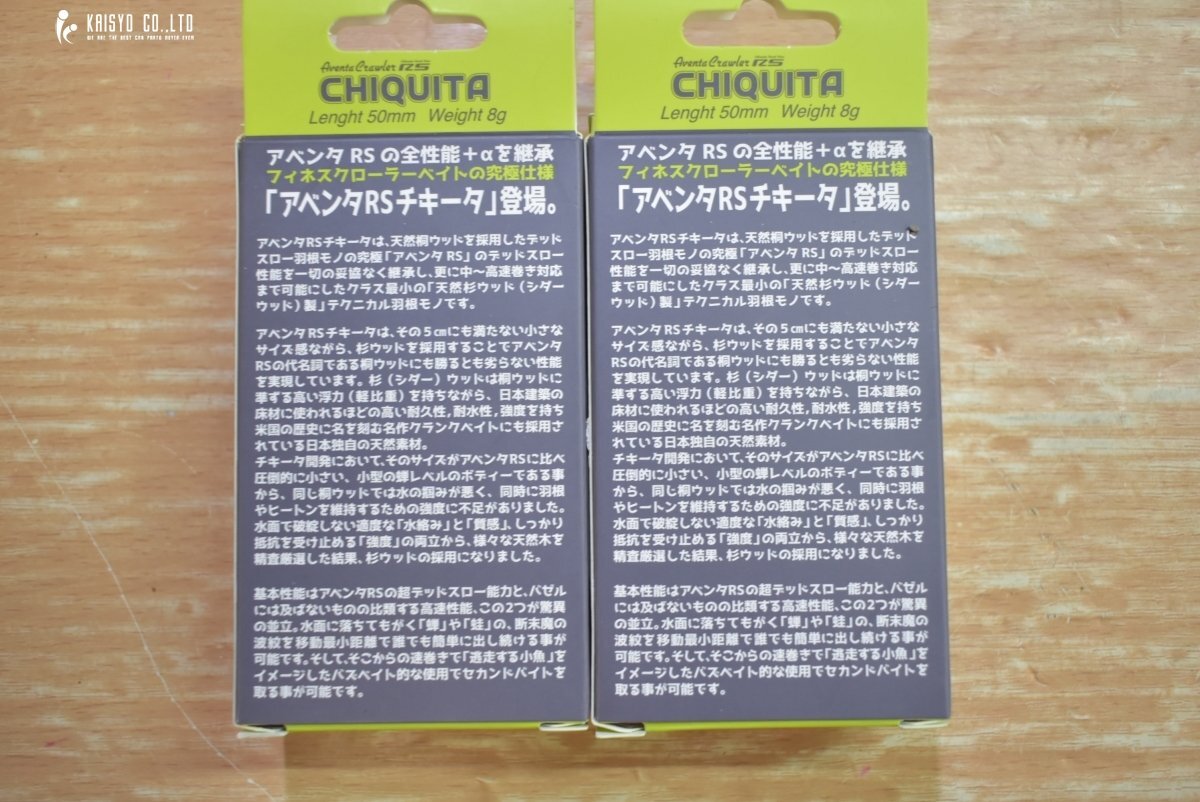 KAISYO CO.,LTD
WE ARE THE BEST CAR PARTS MAVER EVER
Aventa Crawler RS
CHIQUITA
Lenght 50mm Weight 8g
アベンタ RS の全性能+αを継承
フィネスクローラーベイトの究極仕様
「アベンタRSチキータ」登場。
アベンタRSチキータは、天然桐ウッドを採用したデッド
スロー羽根モノの究極「アベンタ RS」のデッドスロー
性能を一切の妥協なく継承し、更に中~高速巻き対応
まで可能にしたクラス最小の「天然杉ウッド(シダー
ウッド)製」テクニカル羽根モノです。
アベンタRSチキータは、その5㎝にも満たない小さな
サイズ感ながら、杉ウッドを採用することでアベンタ
RSの代名詞である桐ウッドにも勝るとも劣らない性能
を実現しています。杉(シダー)ウッドは桐ウッドに
準ずる高い浮力(軽比重)を持ちながら、日本建築の
床材に使われるほどの高い耐久性,耐水性,強度を持ち
米国の歴史に名を刻む名作クランクベイトにも採用さ
れている日本独自の天然素材。
チキータ開発において、そのサイズがアベンタRSに比べ
圧倒的に小さい、小型の蝉レベルのボディーである事
から、同じ桐ウッドでは水の掴みが悪く、同時に羽根
やヒートンを維持するための強度に不足がありました。
水面で破綻しない適度な「水絡み」と「質感」、しっかり
抵抗を受け止める「強度」の両立から、様々な天然木を
精査厳選した結果、杉ウッドの採用になりました。
基本性能はアベンタRSの超デッドスロー能力と、バゼル
には及ばないものの比類する高速性能、この2つが驚異
の並立。水面に落ちてもがく「蝉」や「蛙」の、断末魔の
波紋を移動最小距離で誰でも簡単に出し続ける事が
可能です。そして、そこからの速巻きで「逃走する小魚」を
イメージしたバズベイト的な使用でセカンドバイトを
取る事が可能です。
Aventa Crawler RS
CHIQUITA
Lenght 50mm Weight 8g
アベンタ RS の全性能+αを継承
フィネスクローラーベイトの究極仕様
「アベンタRSチキータ」登場。
アベンタRSチキータは、天然桐ウッドを採用したデッド
スロー羽根モノの究極「アベンタ RS」のデッドスロー
性能を一切の妥協なく継承し、更に中~高速巻き対応
まで可能にしたクラス最小の「天然杉ウッド(シダー
ウッド)製」テクニカル羽根モノです。
アベンタRSチキータは、その5㎝にも満たない小さな
サイズ感ながら、杉ウッドを採用することでアベンタ
RSの代名詞である桐ウッドにも勝るとも劣らない性能
を実現しています。杉(シダー)ウッドは桐ウッドに
準ずる高い浮力(軽比重)を持ちながら、日本建築の
床材に使われるほどの高い耐久性,耐水性,強度を持ち
米国の歴史に名を刻む名作クランクベイトにも採用さ
れている日本独自の天然素材。
チキータ開発において、そのサイズがアベンタRSに比べ
圧倒的に小さい、小型の蝉レベルのボディーである事
から、同じ桐ウッドでは水の掴みが悪く、同時に羽根
やヒートンを維持するための強度に不足がありました。
水面で破綻しない適度な「水絡み」と「質感」、しっかり
抵抗を受け止める「強度」の両立から、様々な天然木を
精査厳選した結果、杉ウッドの採用になりました。
基本性能はアベンタRSの超デッドスロー能力と、バゼル
には及ばないものの比類する高速性能、この2つが驚異
の並立。水面に落ちてもがく「蝉」や「蛙」の、断末魔の
波紋を移動最小距離で誰でも簡単に出し続ける事が
可能です。そして、そこからの速巻きで「逃走する小魚」を
イメージしたバズベイト的な使用でセカンドバイトを
取る事が可能です。